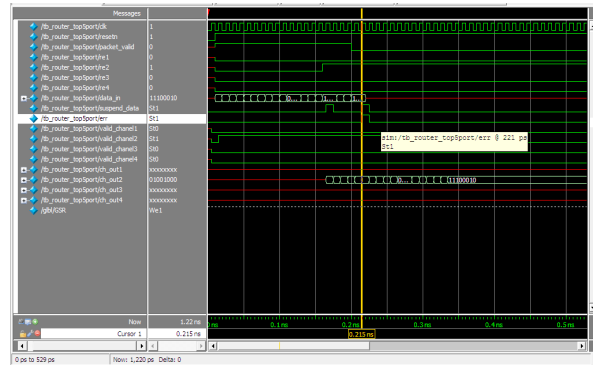 Messages
/tb_router_top5port/clk 1
/tb_router_top5port/resetn 1
/tb_router_top5port/packet_valid 0
/tb_router_top5port/re1 0
/tb_router_top5port/re2 1
/tb_router_top5port/re3 0
/tb_router_top5port/re4 0
/tb_router_top5port/data_in 11100010
/tb_router_top5port/suspend_data St1
/tb_router_top5port/err St1
/tb_router_top5port/valid_chanel1 St0
/tb_router_top5port/valid_chanel2 St1
/tb_router_top5port/valid_chanel3 St0
/tb_router_top5port/valid_chanel4 St0
/tb_router_top5port/ch_out1 xxxxxxxx
/tb_router_top5port/ch_out2 01001000
/tb_router_top5port/ch_out3 xxxxxxxx
/tb_router_top5port/ch_out4 xxxxxxxx
/glbl/GSR We1
0... 1... 1...
sim:/tb_router_top5port/err @ 221 ps
St1
0... 11100010
Now 1.22 ns
ns 0.1 ns 0.2 ns 0.3 ns 0.4 ns 0.5 ns
Cursor 1 0.215 ns
0.215 ns
0 ps to 529 ps Now: 1,220 ps Delta: 0